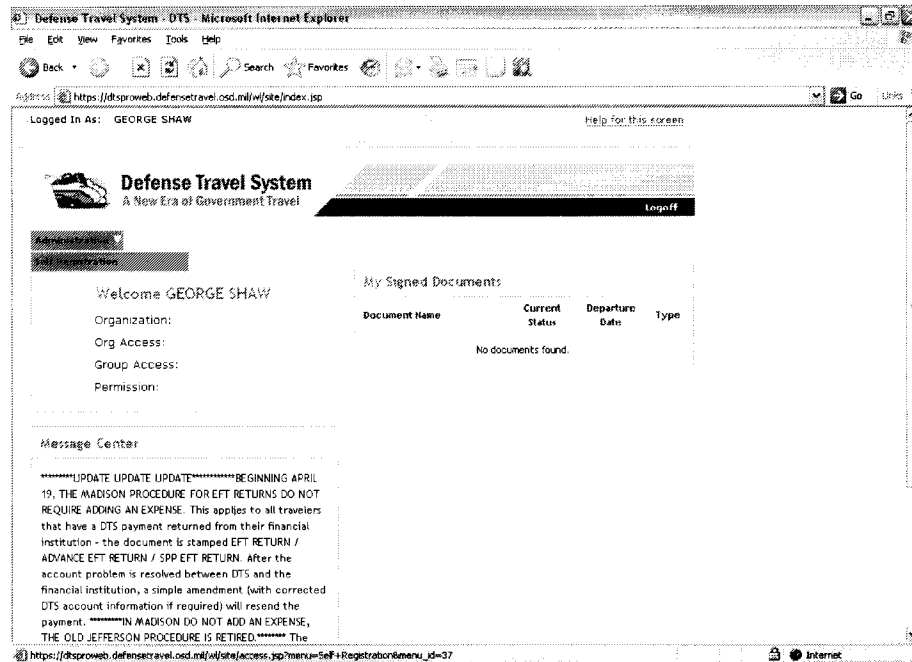 Defense Travel System - DTS - Microsoft Internet Explorer
File Edit View Favorites Tools Help
Back Search Favorites
Address https://dtsproweb.defensetravel.osd.mil/wl/site/index.jsp Go Links
Logged In As: GEORGE SHAW Help for this screen
Defense Travel System
A New Era of Government Travel
Logoff
Administrative
Self Registration
Welcome GEORGE SHAW
Organization:
Org Access:
Group Access:
Permission:
My Signed Documents
Document Name Current Status Departure Date Type
No documents found.
Message Center
*********UPDATE UPDATE UPDATE************BEGINNING APRIL
19, THE MADISON PROCEDURE FOR EFT RETURNS DO NOT
REQUIRE ADDING AN EXPENSE. This applies to all travelers
that have a DTS payment returned from their financial
institution - the document is stamped EFT RETURN /
ADVANCE EFT RETURN / SPP EFT RETURN. After the
account problem is resolved between DTS and the
financial institution, a simple amendment (with corrected
DTS account information if required) will resend the
payment. *********IN MADISON DO NOT ADD AN EXPENSE,
THE OLD JEFFERSON PROCEDURE IS RETIRED.******** The
https://dtsproweb.defensetravel.osd.mil/wl/site/access.jsp?menu=Self+Registration&menu_id=37 Internet